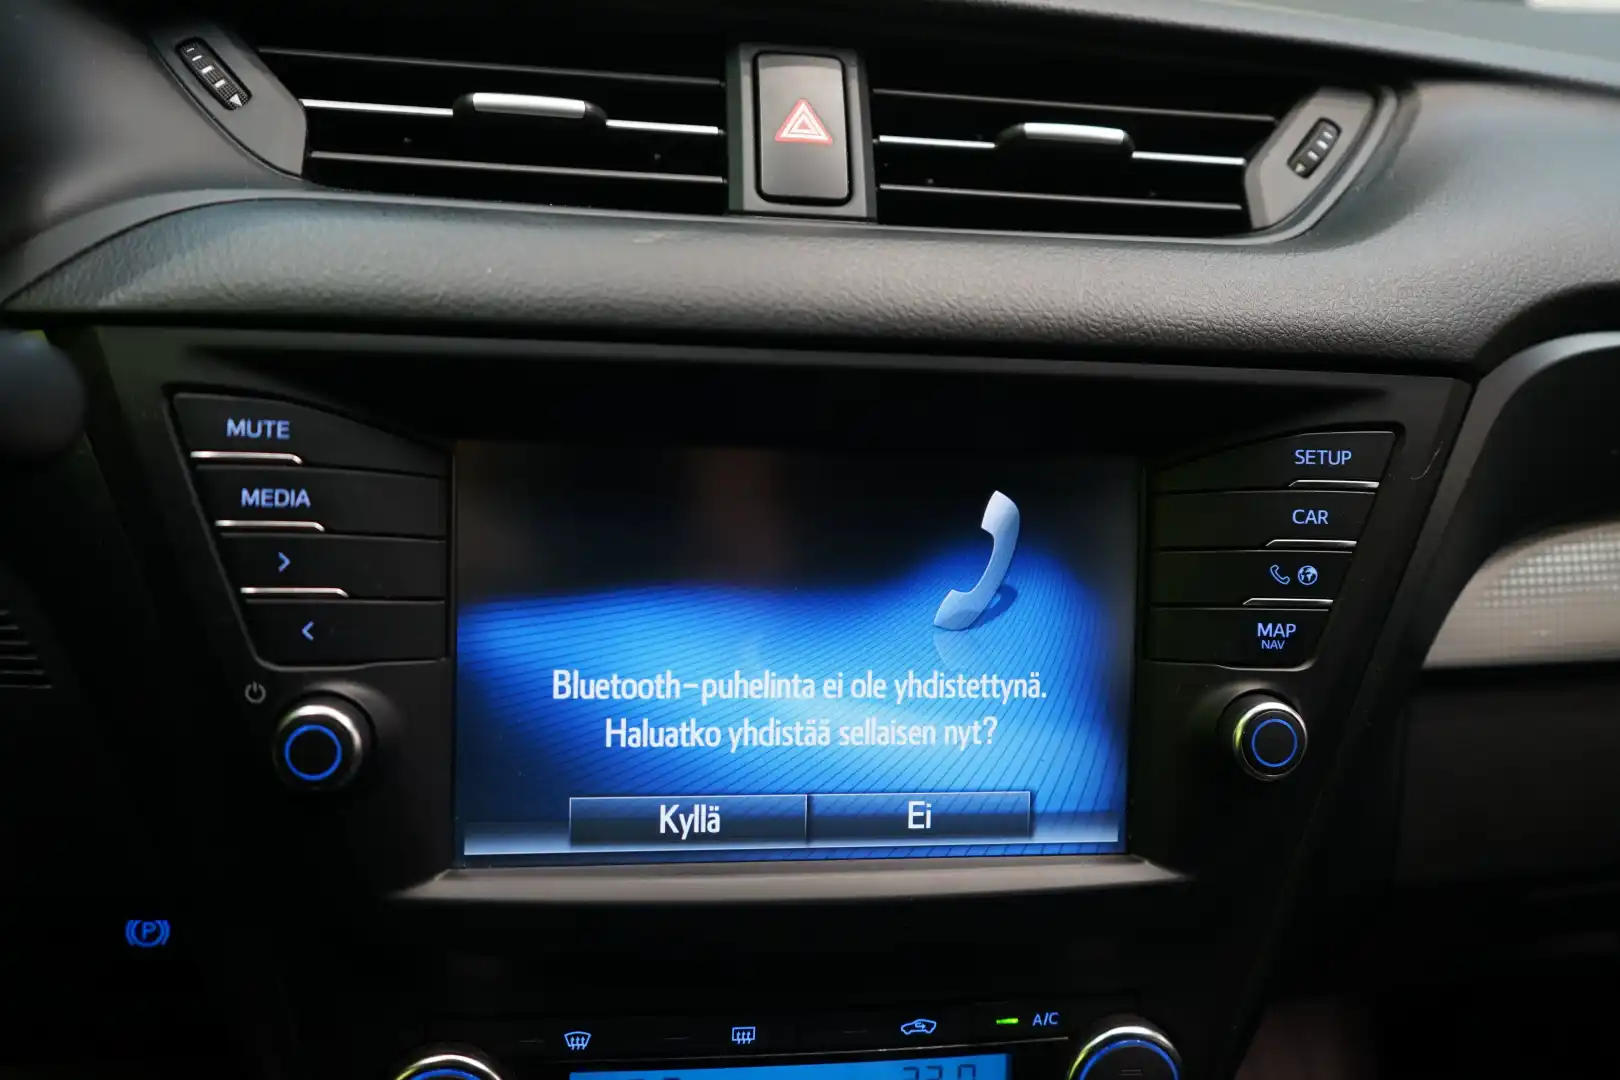 MUTE
MEDIA
SETUP
CAR
MAP
NAV
Bluetooth-puhelinta ei ole yhdistettynä.
Haluatko yhdistää sellaisen nyt?
Kyllä
Ei
P
A/C